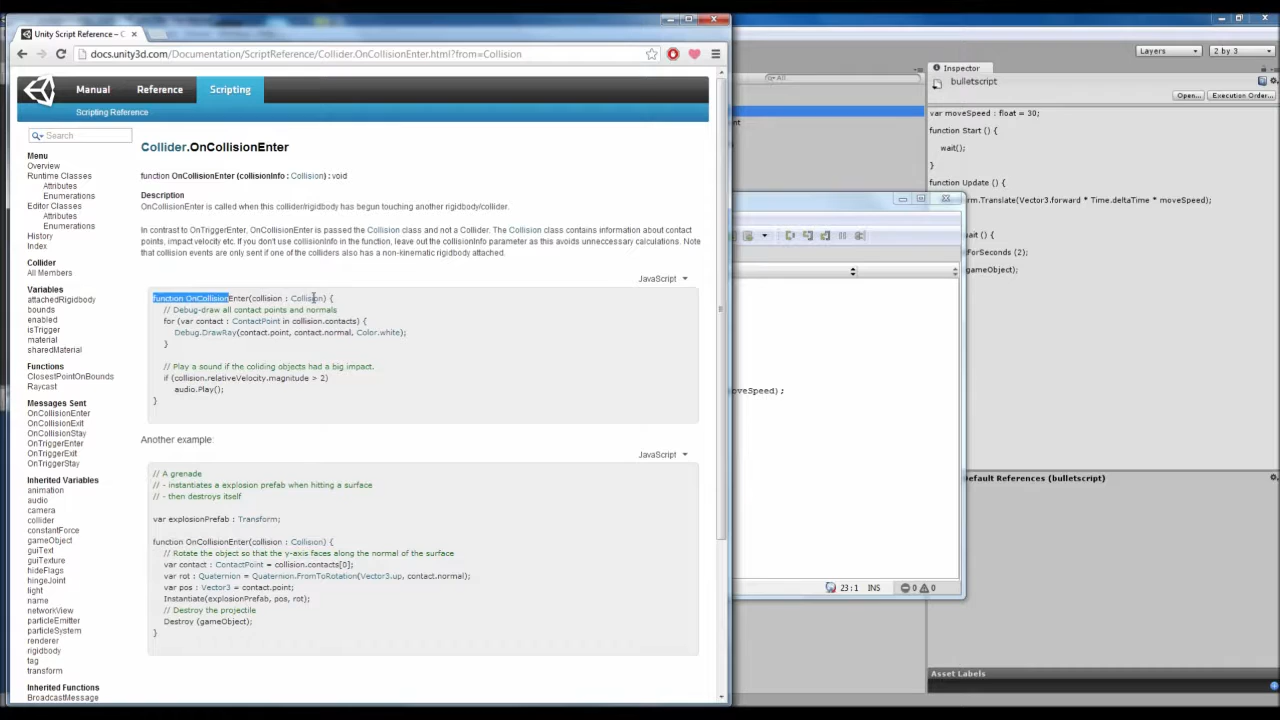 Unity Script Reference – C
docs.unity3d.com/Documentation/ScriptReference/Collider.OnCollisionEnter.html?from=Collision
Manual
Reference
Scripting
Scripting Reference
Search
Menu
Overview
Runtime Classes
Attributes
Enumerations
Editor Classes
Attributes
Enumerations
History
Index
Collider
All Members
Variables
attachedRigidbody
bounds
enabled
isTrigger
material
sharedMaterial
Functions
ClosestPointOnBounds
Raycast
Messages Sent
OnCollisionEnter
OnCollisionExit
OnCollisionStay
OnTriggerEnter
OnTriggerExit
OnTriggerStay
Inherited Variables
animation
audio
camera
collider
constantForce
gameObject
guiText
guiTexture
hideFlags
hingeJoint
light
name
networkView
particleEmitter
particleSystem
renderer
rigidbody
tag
transform
Inherited Functions
BroadcastMessage
Collider.OnCollisionEnter
function OnCollisionEnter (collisionInfo : Collision) : void
Description
OnCollisionEnter is called when this collider/rigidbody has begun touching another rigidbody/collider.
In contrast to OnTriggerEnter, OnCollisionEnter is passed the Collision class and not a Collider. The Collision class contains information about contact
points, impact velocity etc. If you don't use collisionInfo in the function, leave out the collisionInfo parameter as this avoids unneccessary calculations. Note
that collision events are only sent if one of the colliders also has a non-kinematic rigidbody attached.
JavaScript
function OnCollisionEnter(collision : Collision) {
// Debug-draw all contact points and normals
for (var contact : ContactPoint in collision.contacts) {
Debug.DrawRay(contact.point, contact.normal, Color.white);
}
// Play a sound if the coliding objects had a big impact.
if (collision.relativeVelocity.magnitude > 2)
audio.Play();
}
Another example:
JavaScript
// A grenade
// - instantiates a explosion prefab when hitting a surface
// - then destroys itself
var explosionPrefab : Transform;
function OnCollisionEnter(collision : Collision) {
// Rotate the object so that the y-axis faces along the normal of the surface
var contact : ContactPoint = collision.contacts[0];
var rot : Quaternion = Quaternion.FromToRotation(Vector3.up, contact.normal);
var pos : Vector3 = contact.point;
Instantiate(explosionPrefab, pos, rot);
// Destroy the projectile
Destroy (gameObject);
}
All
oveSpeed);
23:1 INS
0 0
Layers
2 by 3
Inspector
bulletscript
Open...
Execution Order...
var moveSpeed : float = 30;
function Start () {
wait();
}
function Update () {
rm.Translate(Vector3.forward * Time.deltaTime * moveSpeed);
ait () {
ForSeconds (2);
gameObject);
Default References (bulletscript)
Asset Labels